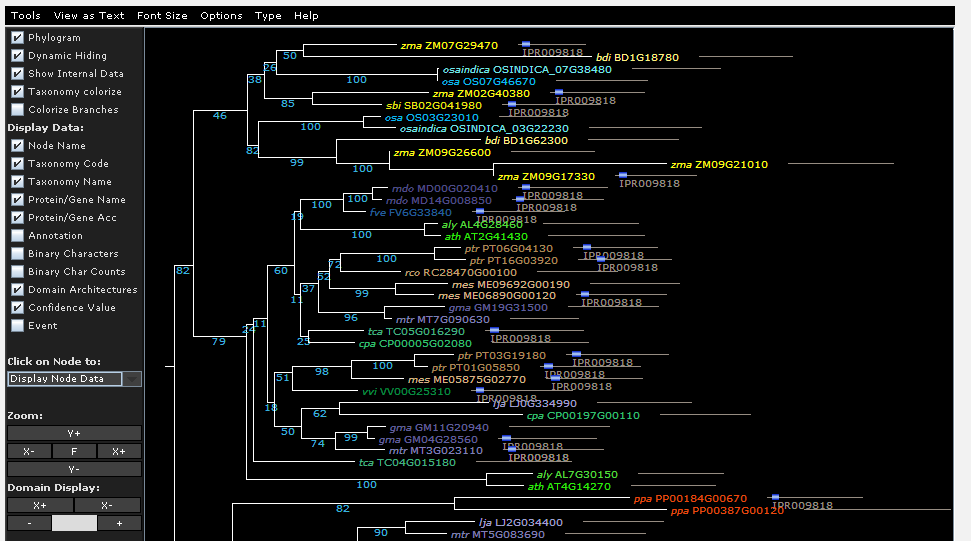 Tools View as Text Font Size Options Type Help
Phylogram
Dynamic Hiding
Show Internal Data
Taxonomy colorize
Colorize Branches
Display Data:
Node Name
Taxonomy Code
Taxonomy Name
Protein/Gene Name
Protein/Gene Acc
Annotation
Binary Characters
Binary Char Counts
Domain Architectures
Confidence Value
Event
Click on Node to:
Display Node Data
Zoom:
Y+
X- F X+
Y-
Domain Display:
X+ X-
- +
zma ZM07G29470
IPR009818
50
bdi BD1G18780
26
osaindica OSINDICA_07G38480
38
100
osa OS07G46670
zma ZM02G40380
IPR009818
85
sbi SB02G041980
IPR009818
46
osa OS03G23010
100
osaindica OSINDICA_03G22230
bdi BD1G62300
82
zma ZM09G26600
99
zma ZM09G21010
zma ZM09G17330
IPR009818
mdo MD00G020410
IPR009818
100
mdo MD14G008850
IPR009818
100
fve FV6G33840
IPR009818
19
aly AL4G28460
100
ath AT2G41430
ptr PT06G04130
IPR009818
100
ptr PT16G03920
IPR009818
72
82
60
rco RC28470G00100
62
mes ME09692G00190
37
99
mes ME06890G00120
IPR009818
11
gma GM19G31500
96
mtr MT7G090630
11
24
tca TC05G016290
IPR009818
79
25
cpa CP00005G02080
ptr PT03G19180
IPR009818
100
ptr PT01G05850
IPR009818
98
51
mes ME05875G02770
IPR009818
vvi VV00G25310
IPR009818
18
lja LJ0G334990
62
cpa CP00197G00110
50
gma GM11G20940
99
gma GM04G28560
IPR009818
74
mtr MT3G023110
IPR009818
tca TC04G015180
aly AL7G30150
100
ath AT4G14270
ppa PP00184G00670
IPR009818
82
ppa PP00387G00120
lja LJ2G034400
90
mtr MT5G083690